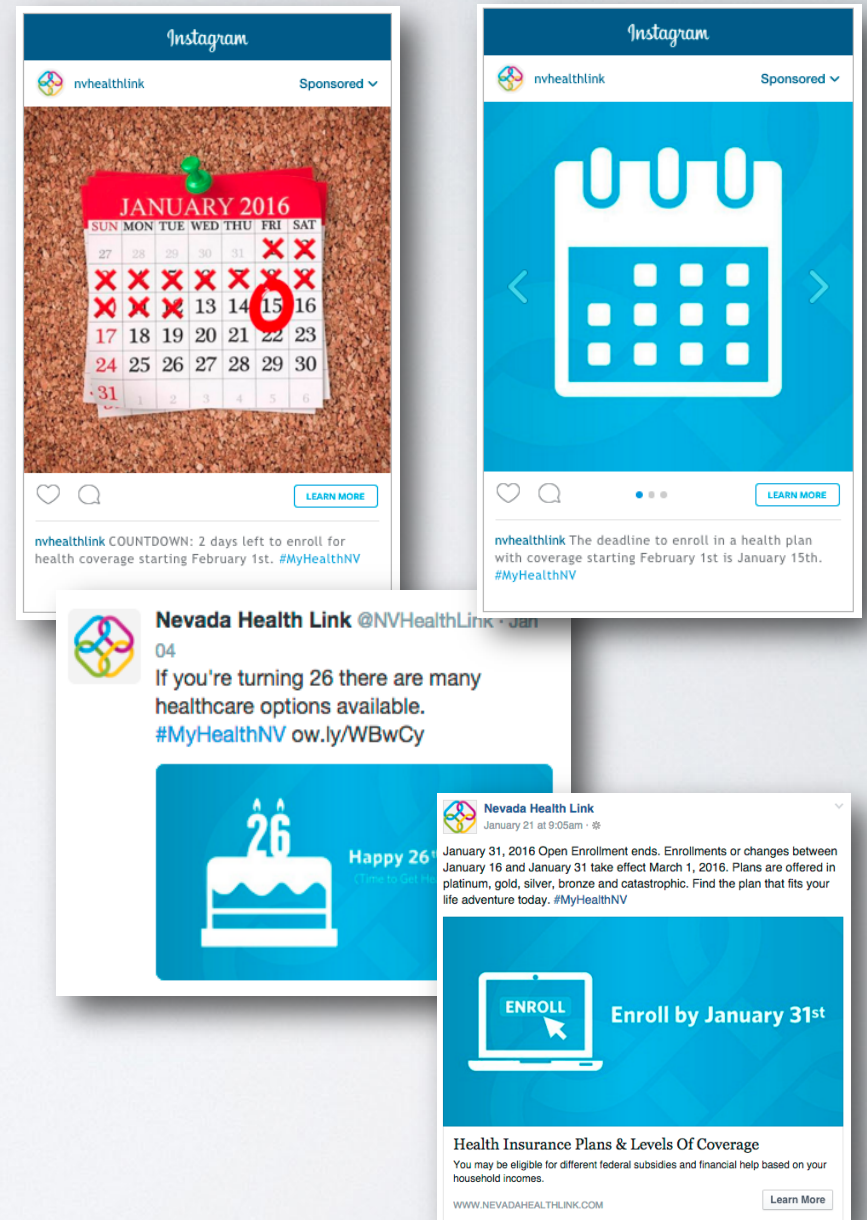 Instagram
nvhealthlink
Sponsored
JANUARY 2016
SUN MON TUE WED THU FRI SAT
27 28 29 30 31
13 14 15 16
17 18 19 20 21 22 23
24 25 26 27 28 29 30
31 1 2 3 4 5 6
LEARN MORE
nvhealthlink COUNTDOWN: 2 days left to enroll for
health coverage starting February 1st. #MyHealthNV
Instagram
nvhealthlink
Sponsored
LEARN MORE
nvhealthlink The deadline to enroll in a health plan
with coverage starting February 1st is January 15th.
#MyHealthNV
Nevada Health Link @NVHealthLink · Jan
04
If you're turning 26 there are many
healthcare options available.
#MyHealthNV ow.ly/WBwCy
26
Happy 26
(Time to Get
Nevada Health Link
January 21 at 9:05am ·
January 31, 2016 Open Enrollment ends. Enrollments or changes between
January 16 and January 31 take effect March 1, 2016. Plans are offered in
platinum, gold, silver, bronze and catastrophic. Find the plan that fits your
life adventure today. #MyHealthNV
ENROLL
Enroll by January 31st
Health Insurance Plans & Levels Of Coverage
You may be eligible for different federal subsidies and financial help based on your
household incomes.
WWW.NEVADAHEALTHLINK.COM
Learn More